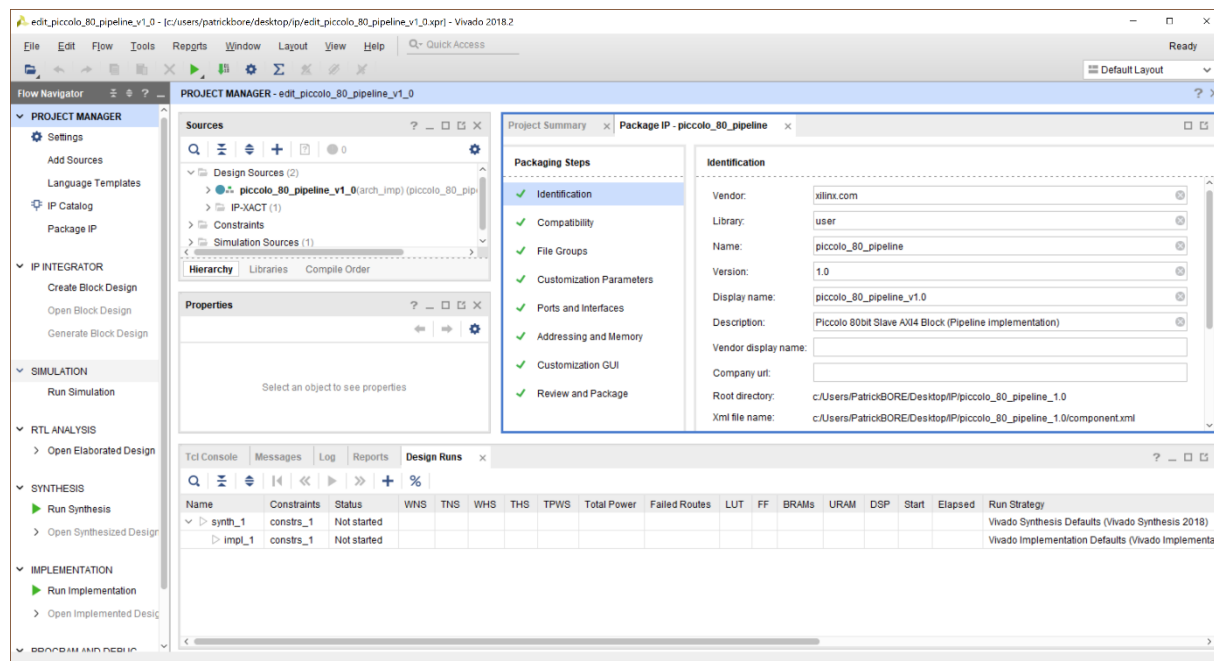 edit_piccolo_80_pipeline_v1_0 - [c:/users/patrickbore/desktop/ip/edit_piccolo_80_pipeline_v1_0.xpr] - Vivado 2018.2
File Edit Flow Tools Reports Window Layout View Help Quick Access Ready
Default Layout
Flow Navigator
PROJECT MANAGER
Settings
Add Sources
Language Templates
IP Catalog
Package IP
IP INTEGRATOR
Create Block Design
Open Block Design
Generate Block Design
SIMULATION
Run Simulation
RTL ANALYSIS
Open Elaborated Design
SYNTHESIS
Run Synthesis
Open Synthesized Design
IMPLEMENTATION
Run Implementation
Open Implemented Desig
PROGRAM AND DEBUG
PROJECT MANAGER - edit_piccolo_80_pipeline_v1_0
Sources
0
Design Sources (2)
piccolo_80_pipeline_v1_0(arch_imp) (piccolo_80_pip
IP-XACT (1)
Constraints
Simulation Sources (1)
Hierarchy Libraries Compile Order
Properties
Select an object to see properties
Project Summary Package IP - piccolo_80_pipeline
Packaging Steps
Identification
Compatibility
File Groups
Customization Parameters
Ports and Interfaces
Addressing and Memory
Customization GUI
Review and Package
Identification
Vendor: xilinx.com
Library: user
Name: piccolo_80_pipeline
Version: 1.0
Display name: piccolo_80_pipeline_v1.0
Description: Piccolo 80bit Slave AXI4 Block (Pipeline implementation)
Vendor display name:
Company url:
Root directory: c:/Users/PatrickBORE/Desktop/IP/piccolo_80_pipeline_1.0
Xml file name: c:/Users/PatrickBORE/Desktop/IP/piccolo_80_pipeline_1.0/component.xml
Tcl Console Messages Log Reports Design Runs
Name Constraints Status WNS TNS WHS THS TPWS Total Power Failed Routes LUT FF BRAMs URAM DSP Start Elapsed Run Strategy
synth_1 constrs_1 Not started Vivado Synthesis Defaults (Vivado Synthesis 2018)
impl_1 constrs_1 Not started Vivado Implementation Defaults (Vivado Implementa